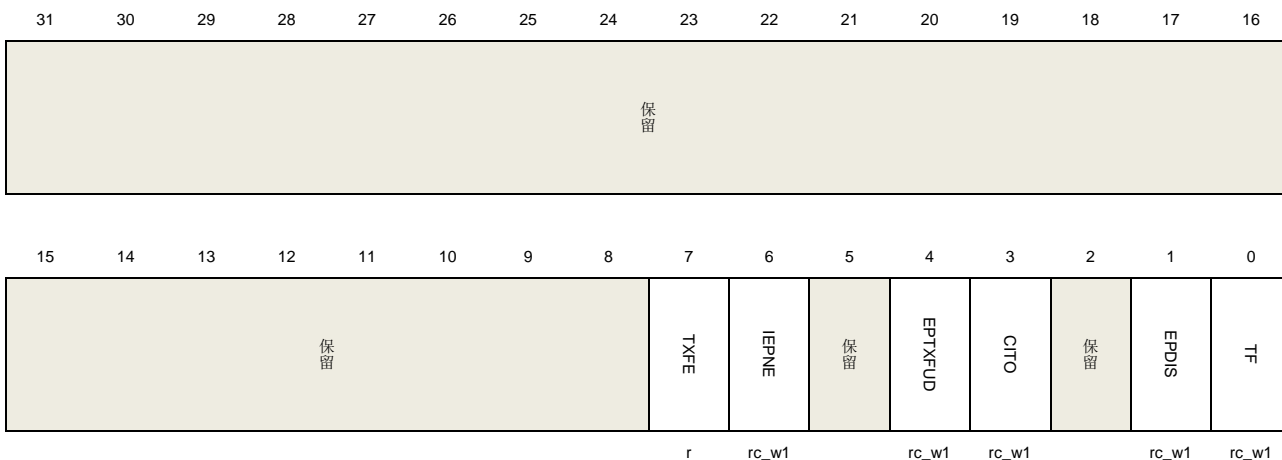 31 30 29 28 27 26 25 24 23 22 21 20 19 18 17 16
保留
15 14 13 12 11 10 9 8 7 6 5 4 3 2 1 0
保留 TXFE IEPNE 保留 EPTXFUD CITO 保留 EPDIS TF
r rc_w1 rc_w1 rc_w1 rc_w1 rc_w1